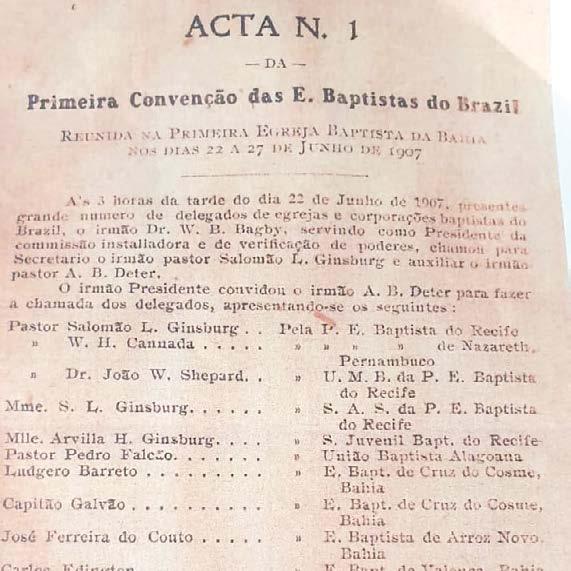 ACTA N. 1
— DA —
Primeira Convenção das E. Baptistas do Brazil
REUNIDA NA PRIMEIRA EGREJA BAPTISTA DA BAHIA
NOS DIAS 22 A 27 DE JUNHO DE 1907
A's 3 horas da tarde do dia 22 de Junho de 1907, presentes
grande numero de delegados de egrejas e corporações baptistas do
Brazil, o irmão Dr. W. B. Bagby, servindo como Presidente da
commissão installadora e de verificação de poderes, chamou para
Secretario o irmão pastor Salomão L. Ginsburg e auxiliar o irmão
pastor A. B. Deter.
O irmão Presidente convidou o irmão A. B. Deter para fazer
a chamada dos delegados, apresentando-se os seguintes :
Pastor Salomão L. Ginsburg . . Pela P. E. Baptista do Recife
» W. H. Cannada . . . . . » » » » de Nazareth,
Pernambuco
» Dr. João W. Shepard. . » U. M. B. da P. E. Baptista
do Recife
Mme. S. L. Ginsburg. . . . . . » S. A. S. da P. E. Baptista
do Recife
Mlle. Arvilla H. Ginsburg. . . . » S. Juvenil Bapt. do Recife
Pastor Pedro Falcão. . . . . . . » União Baptista Alagoana
Ludgero Barreto . . . . . . . . » E. Bapt. de Cruz do Cosme,
Bahia
Capitão Galvão . . . . . . . . . » E. Bapt. de Cruz do Cosme,
Bahia
José Ferreira do Couto . . . . . » E. Baptista de Arroz Novo,
Bahia
Carlos Edington . . . . . . . . » E. Bapt. de Valença, Bahia